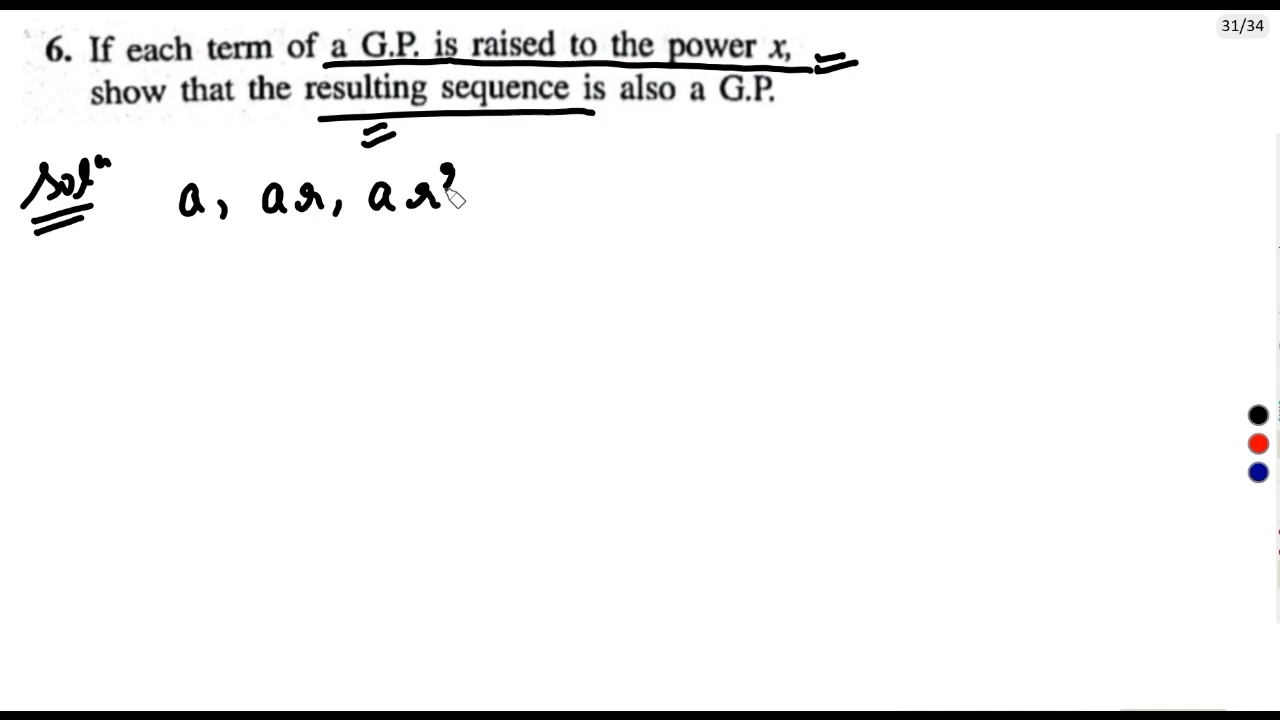 31/34
6. If each term of a G.P. is raised to the power x,
show that the resulting sequence is also a G.P.
Solⁿ a, ar, ar²